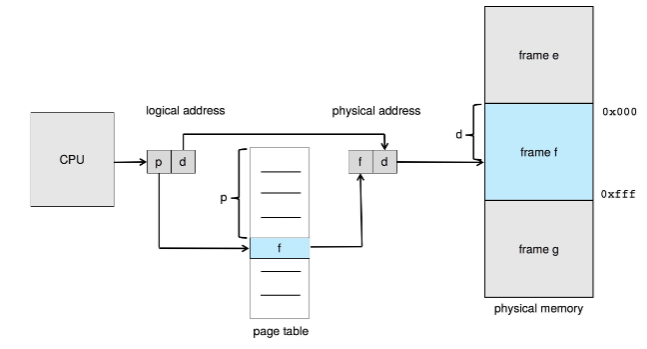 frame e
logical address
physical address
0x000
d
CPU
p d
f d
frame f
p
0xfff
f
frame g
physical memory
page table